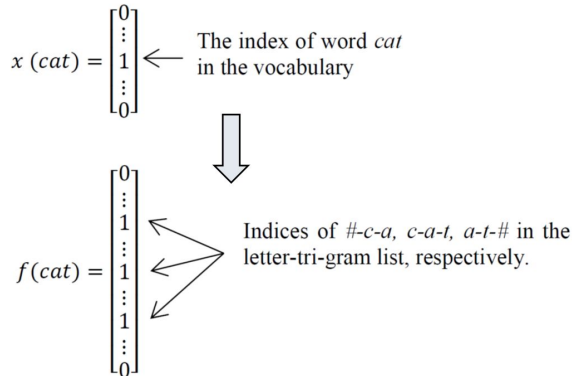 0
⋮
x (cat) = 1
⋮
0
The index of word cat
in the vocabulary
0
⋮
1
⋮
f(cat) = 1
⋮
1
⋮
0
Indices of #-c-a, c-a-t, a-t-# in the
letter-tri-gram list, respectively.